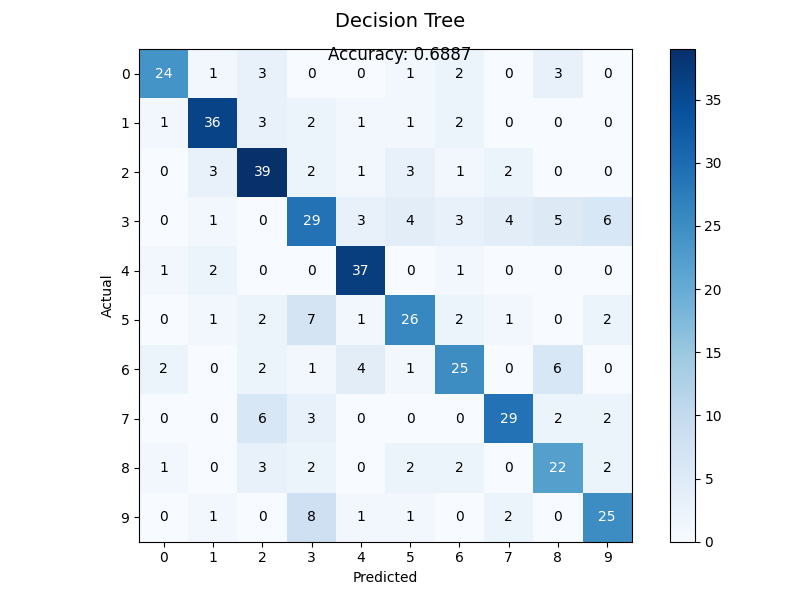 Decision Tree
Accuracy: 0.6887
0 24 1 3 0 0 1 2 0 3 0
1 1 36 3 2 1 1 2 0 0 0
2 0 3 39 2 1 3 1 2 0 0
3 0 1 0 29 3 4 3 4 5 6
4 1 2 0 0 37 0 1 0 0 0
5 0 1 2 7 1 26 2 1 0 2
6 2 0 2 1 4 1 25 0 6 0
7 0 0 6 3 0 0 0 29 2 2
8 1 0 3 2 0 2 2 0 22 2
9 0 1 0 8 1 1 0 2 0 25
0 1 2 3 4 5 6 7 8 9
Predicted
Actual
35
30
25
20
15
10
5
0